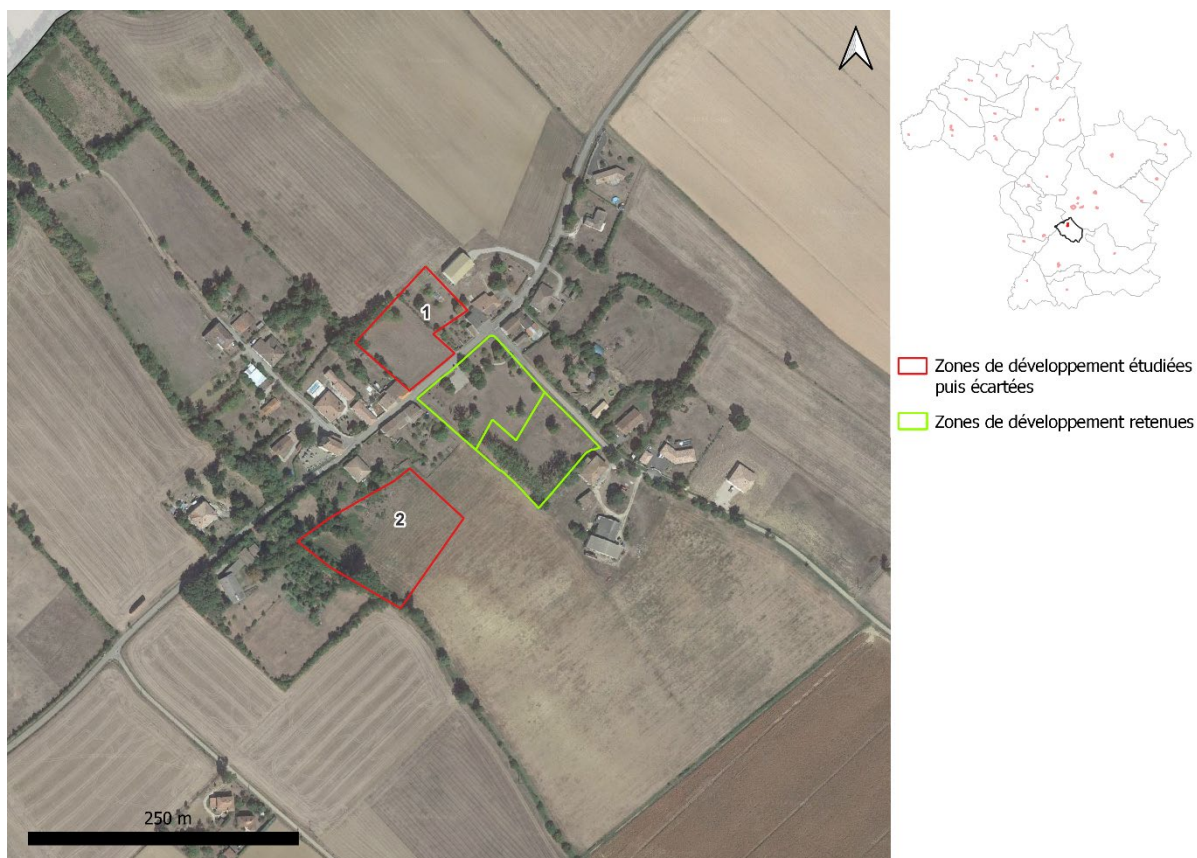 1
2
250 m
Zones de développement étudiées
puis écartées
Zones de développement retenues